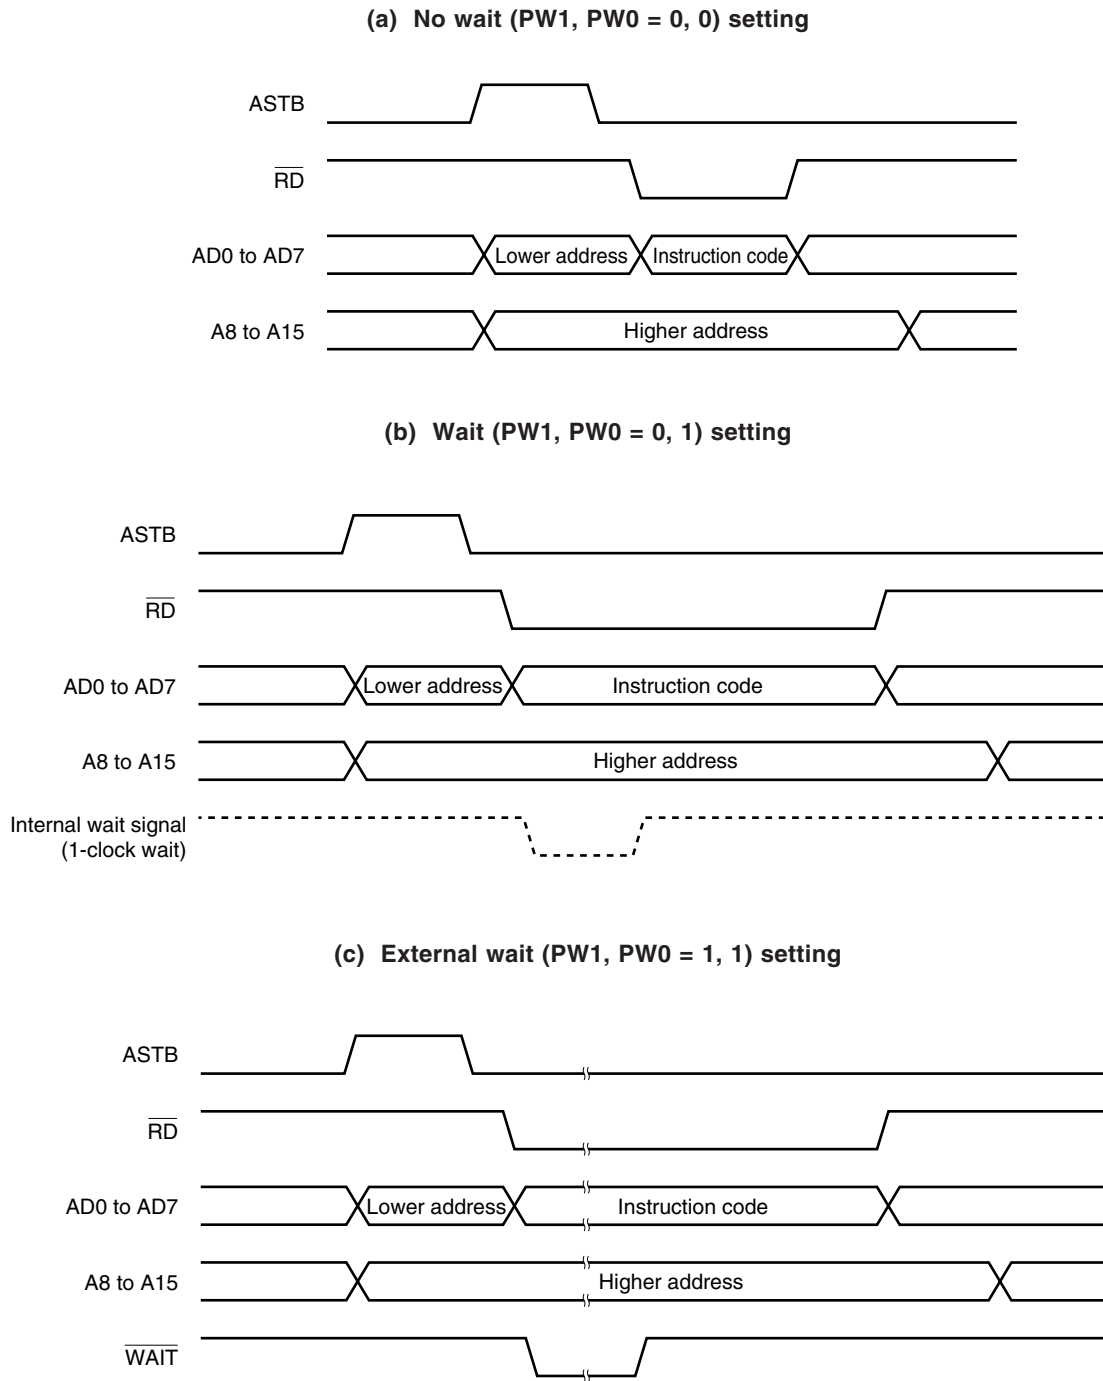 (a) No wait (PW1, PW0 = 0, 0) setting
ASTB
RD
AD0 to AD7
Lower address
Instruction code
A8 to A15
Higher address
(b) Wait (PW1, PW0 = 0, 1) setting
ASTB
RD
AD0 to AD7
Lower address
Instruction code
A8 to A15
Higher address
Internal wait signal
(1-clock wait)
(c) External wait (PW1, PW0 = 1, 1) setting
ASTB
RD
AD0 to AD7
Lower address
Instruction code
A8 to A15
Higher address
WAIT